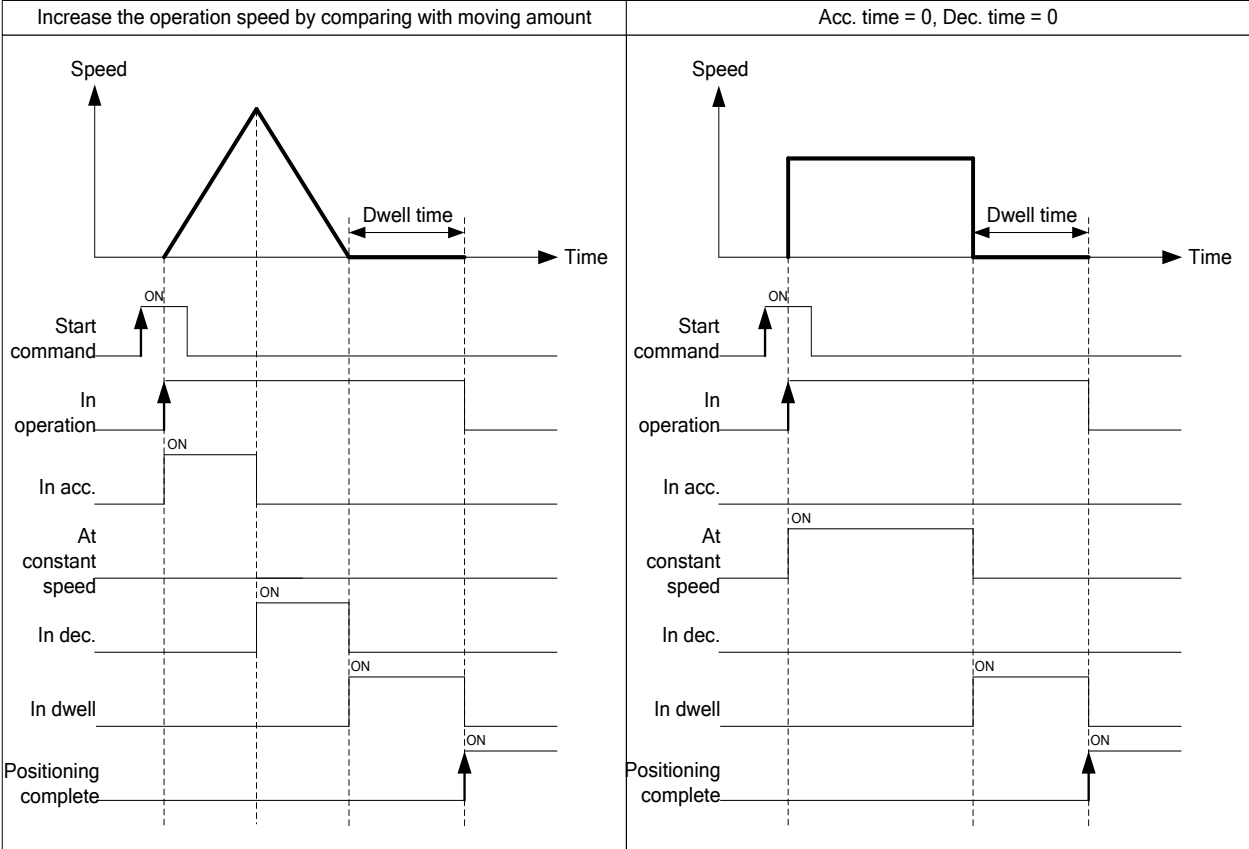 Increase the operation speed by comparing with moving amount
Speed
Dwell time
Time
ON
Start
command
In
operation
ON
In acc.
At
constant
speed
ON
In dec.
ON
In dwell
ON
Positioning
complete
Acc. time = 0, Dec. time = 0
Speed
Dwell time
Time
ON
Start
command
In
operation
In acc.
ON
At
constant
speed
In dec.
ON
In dwell
ON
Positioning
complete